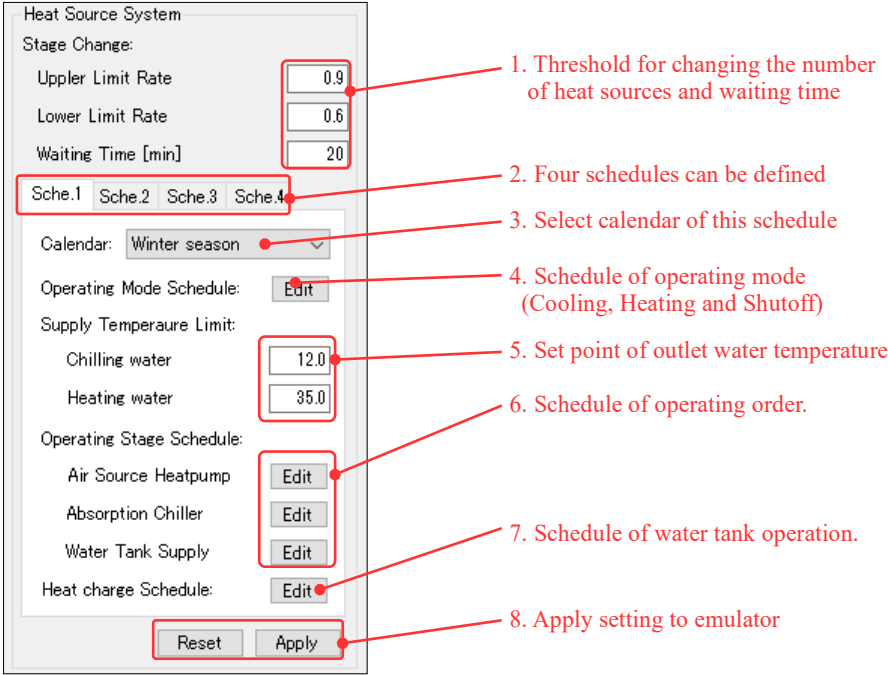 Heat Source System
Stage Change:
Uppler Limit Rate 0.9
Lower Limit Rate 0.6
Waiting Time [min] 20
Sche.1 Sche.2 Sche.3 Sche.4
Calendar: Winter season
Operating Mode Schedule: Edit
Supply Temperaure Limit:
Chilling water 12.0
Heating water 35.0
Operating Stage Schedule:
Air Source Heatpump Edit
Absorption Chiller Edit
Water Tank Supply Edit
Heat charge Schedule: Edit
Reset Apply
1. Threshold for changing the number
of heat sources and waiting time
2. Four schedules can be defined
3. Select calendar of this schedule
4. Schedule of operating mode
(Cooling, Heating and Shutoff)
5. Set point of outlet water temperature
6. Schedule of operating order.
7. Schedule of water tank operation.
8. Apply setting to emulator